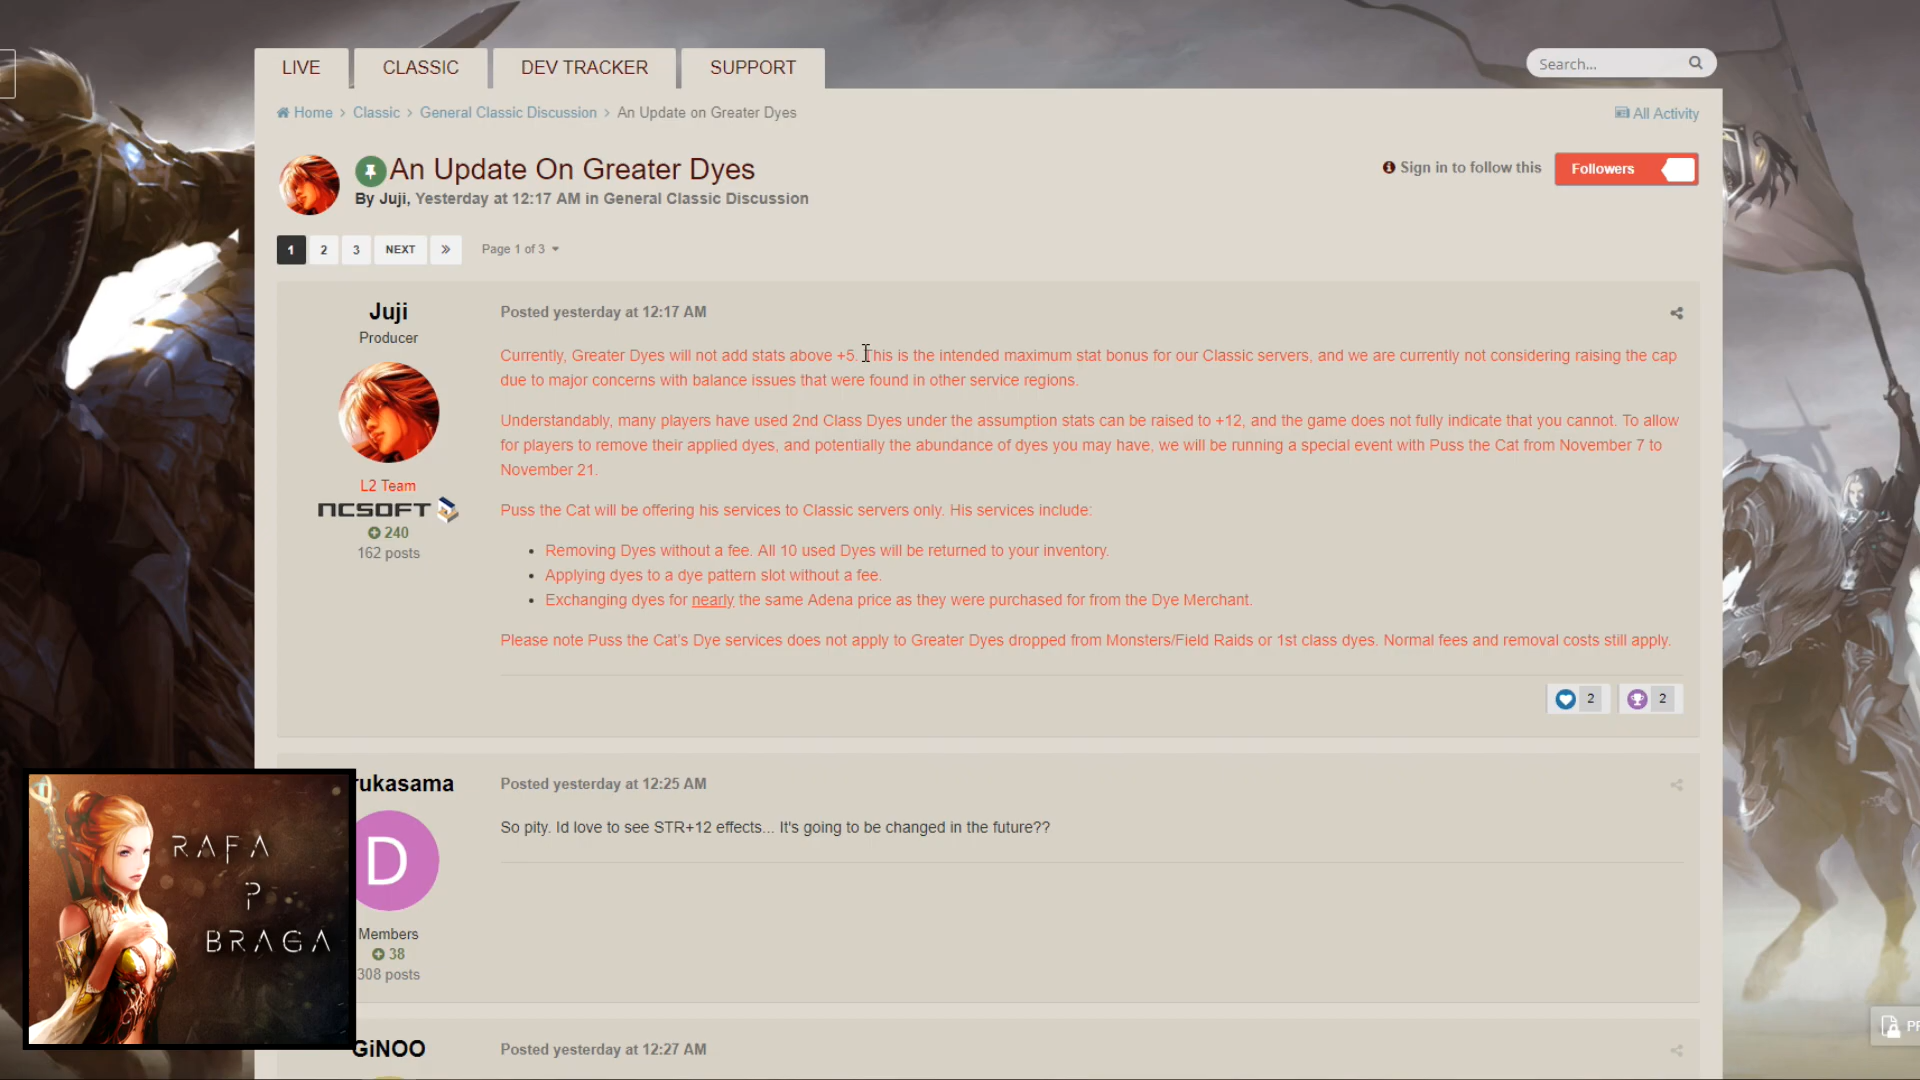 LIVE
CLASSIC
DEV TRACKER
SUPPORT
Search...
Home > Classic > General Classic Discussion > An Update on Greater Dyes
All Activity
An Update On Greater Dyes
By Juji, Yesterday at 12:17 AM in General Classic Discussion
Sign in to follow this
Followers
1 2 3 NEXT » Page 1 of 3
Juji
Producer
L2 Team
NCSOFT
240
162 posts
Posted yesterday at 12:17 AM
Currently, Greater Dyes will not add stats above +5. This is the intended maximum stat bonus for our Classic servers, and we are currently not considering raising the cap
due to major concerns with balance issues that were found in other service regions.
Understandably, many players have used 2nd Class Dyes under the assumption stats can be raised to +12, and the game does not fully indicate that you cannot. To allow
for players to remove their applied dyes, and potentially the abundance of dyes you may have, we will be running a special event with Puss the Cat from November 7 to
November 21.
Puss the Cat will be offering his services to Classic servers only. His services include:
• Removing Dyes without a fee. All 10 used Dyes will be returned to your inventory.
• Applying dyes to a dye pattern slot without a fee.
• Exchanging dyes for nearly the same Adena price as they were purchased for from the Dye Merchant.
Please note Puss the Cat's Dye services does not apply to Greater Dyes dropped from Monsters/Field Raids or 1st class dyes. Normal fees and removal costs still apply.
2
2
rukasama
D
Members
38
308 posts
Posted yesterday at 12:25 AM
So pity. Id love to see STR+12 effects... It's going to be changed in the future??
RAFA
P
BRAGA
GiNOO
Posted yesterday at 12:27 AM